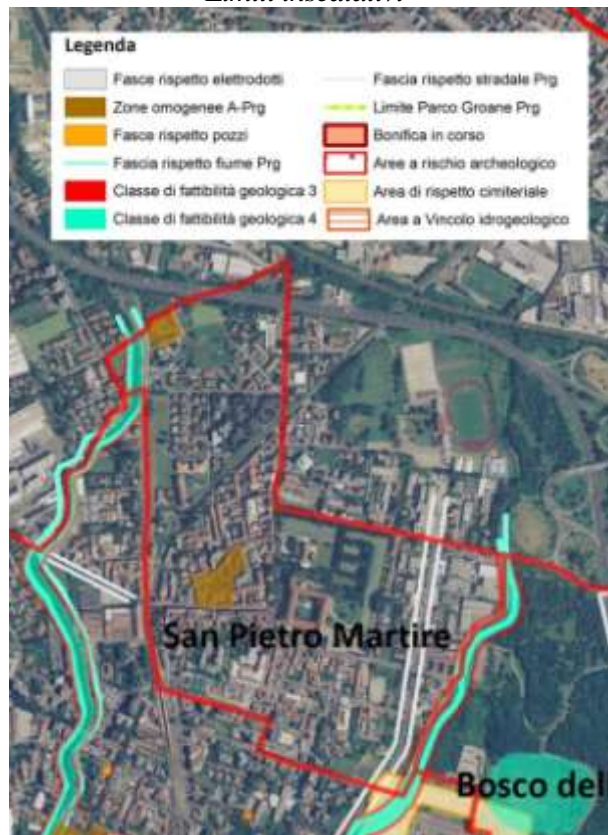 Limiti insediativi
Legenda
Fasce rispetto elettrodotti
Zone omogenee A-Prg
Fasce rispetto pozzi
Fascia rispetto fiume Prg
Classe di fattibilità geologica 3
Classe di fattibilità geologica 4
Fascia rispetto stradale Prg
Limite Parco Groane Prg
Bonifica in corso
Aree a rischio archeologico
Area di rispetto cimiteriale
Area a Vincolo idrogeologico
San Pietro Martire
Bosco del